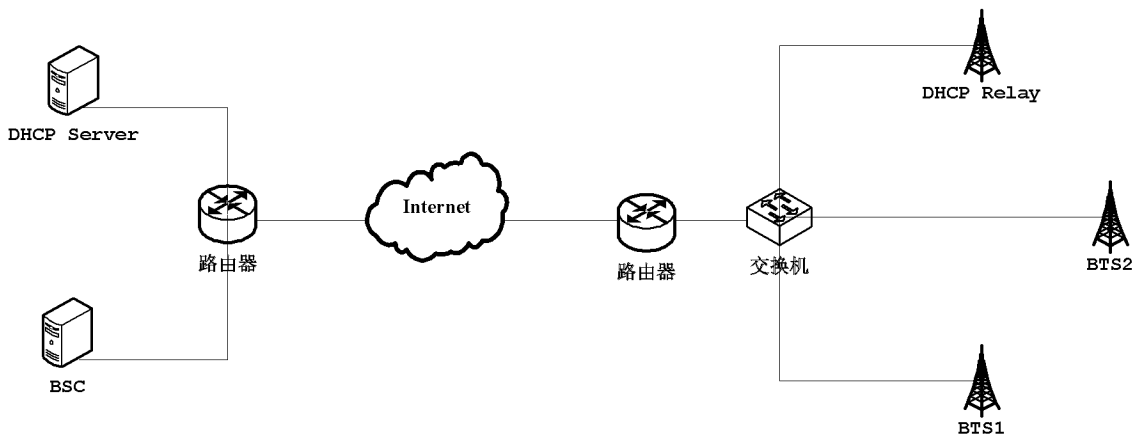 DHCP Server
BSC
路由器
Internet
路由器
交换机
DHCP Relay
BTS2
BTS1